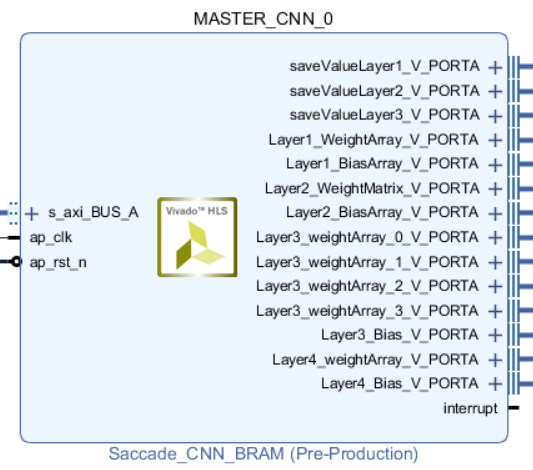 MASTER_CNN_0
saveValueLayer1_V_PORTA
saveValueLayer2_V_PORTA
saveValueLayer3_V_PORTA
Layer1_WeightArray_V_PORTA
Layer1_BiasArray_V_PORTA
Layer2_WeightMatrix_V_PORTA
s_axi_BUS_A
Vivado™ HLS
Layer2_BiasArray_V_PORTA
ap_clk
Layer3_weightArray_0_V_PORTA
ap_rst_n
Layer3_weightArray_1_V_PORTA
Layer3_weightArray_2_V_PORTA
Layer3_weightArray_3_V_PORTA
Layer3_Bias_V_PORTA
Layer4_weightArray_V_PORTA
Layer4_Bias_V_PORTA
interrupt
Saccade_CNN_BRAM (Pre-Production)